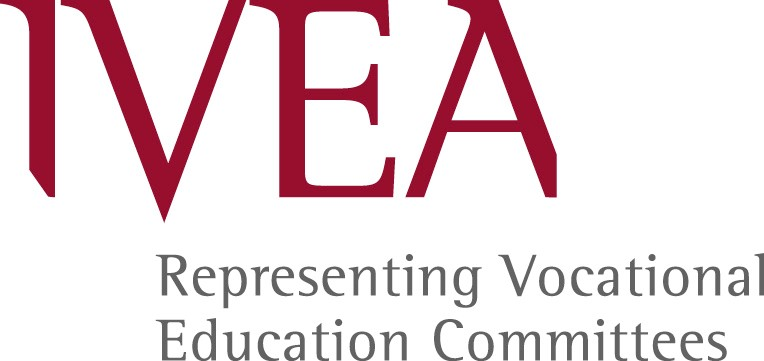 IVEA
Representing Vocational
Education Committees